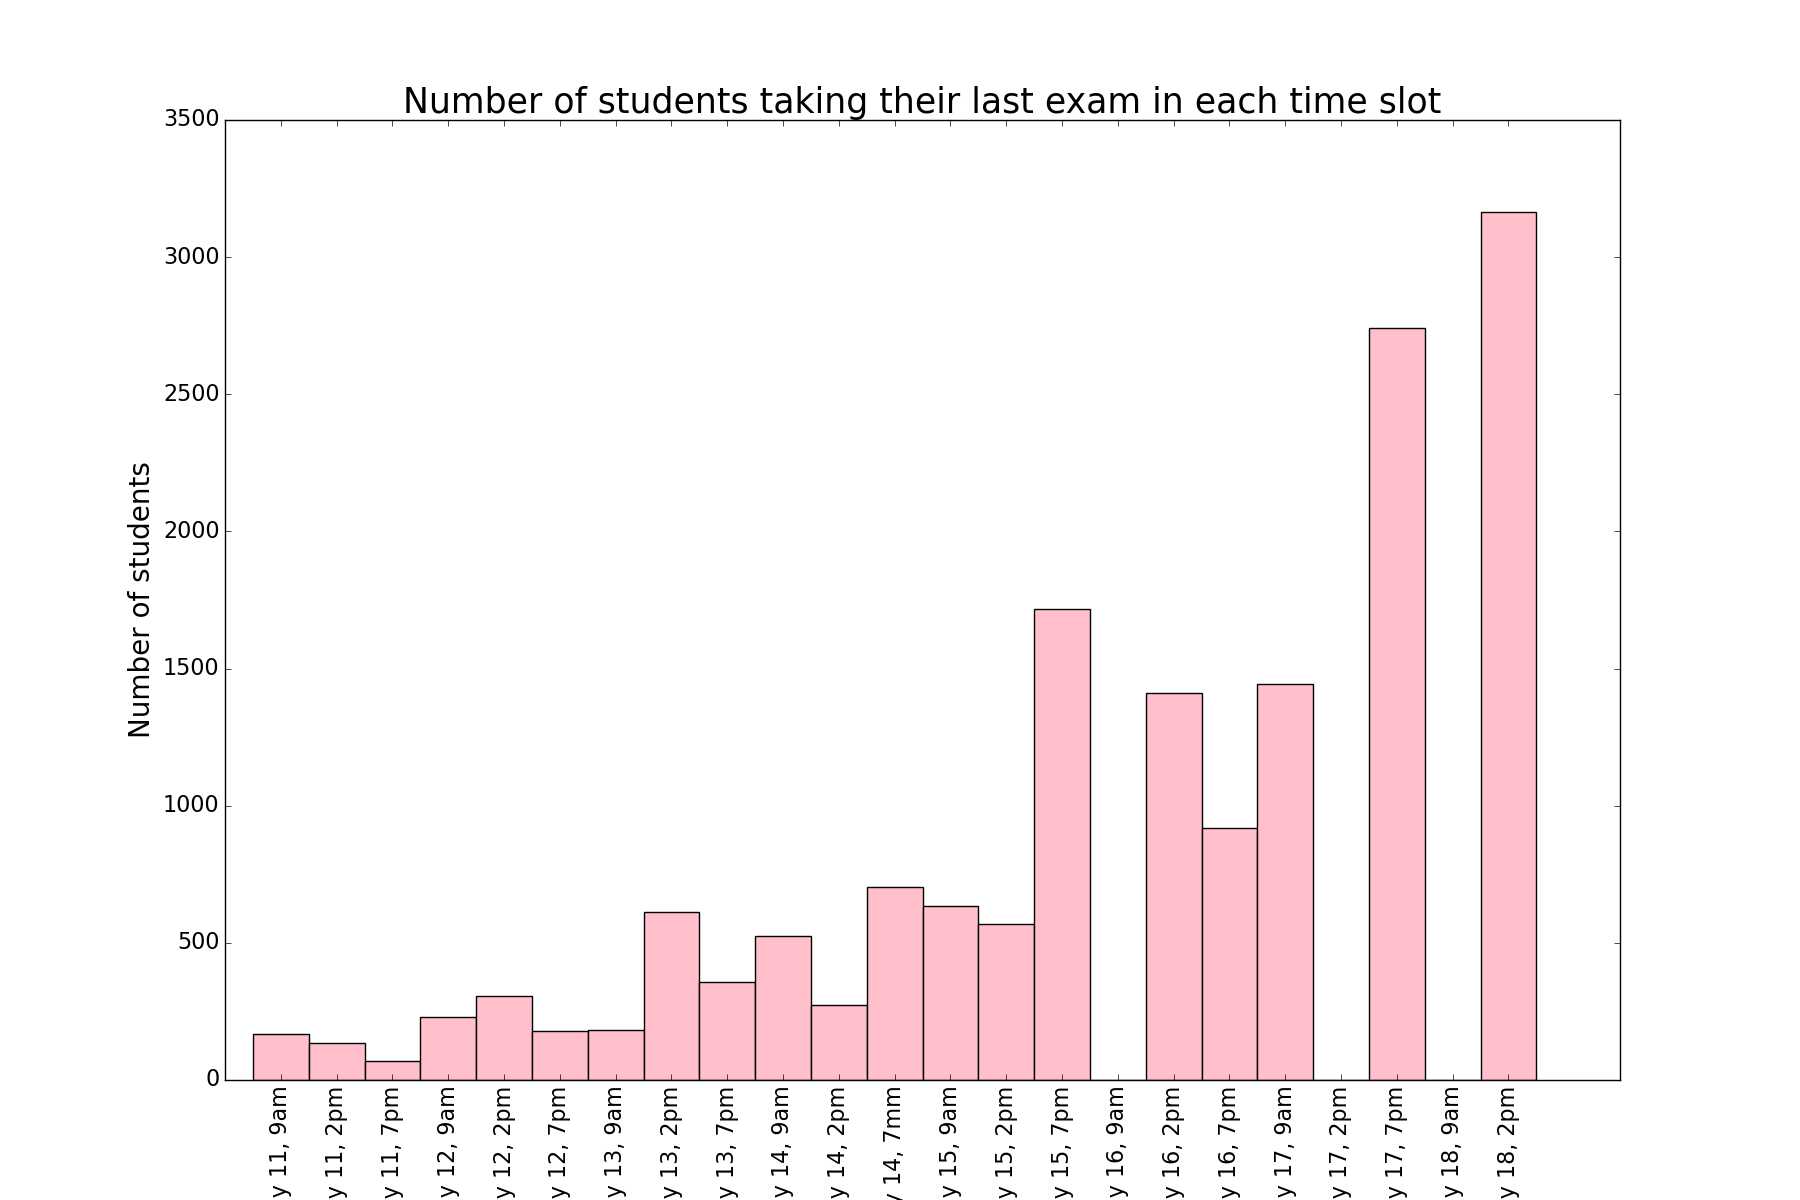 Number of students taking their last exam in each time slot
3500
3000
2500
2000
1500
1000
500
0
Number of students
y 11, 9am
y 11, 2pm
y 11, 7pm
y 12, 9am
y 12, 2pm
y 12, 7pm
y 13, 9am
y 13, 2pm
y 13, 7pm
y 14, 9am
y 14, 2pm
y 14, 7mm
y 15, 9am
y 15, 2pm
y 15, 7pm
y 16, 9am
y 16, 2pm
y 16, 7pm
y 17, 9am
y 17, 2pm
y 17, 7pm
y 18, 9am
y 18, 2pm